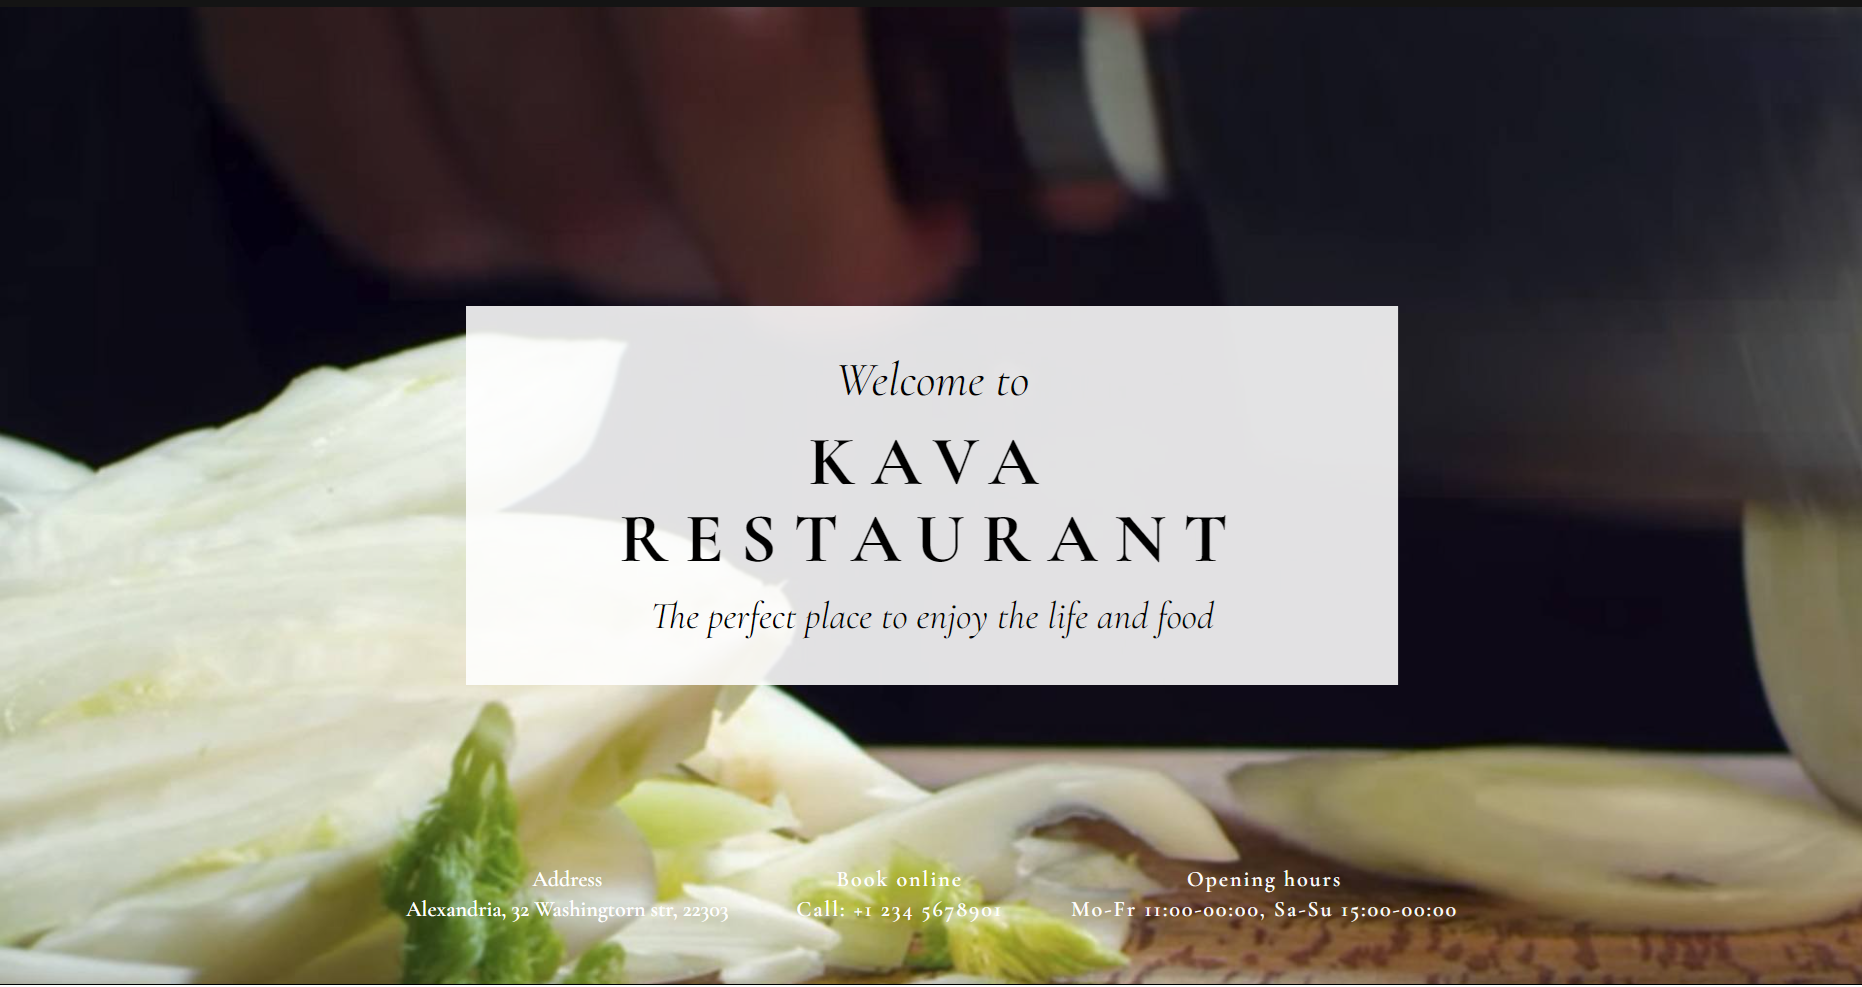 Welcome to
KAVA
RESTAURANT
The perfect place to enjoy the life and food
Address
Alexandria, 32 Washingtorn str, 22303
Book online
Call: +1 234 5678901
Opening hours
Mo-Fr 11:00-00:00, Sa-Su 15:00-00:00